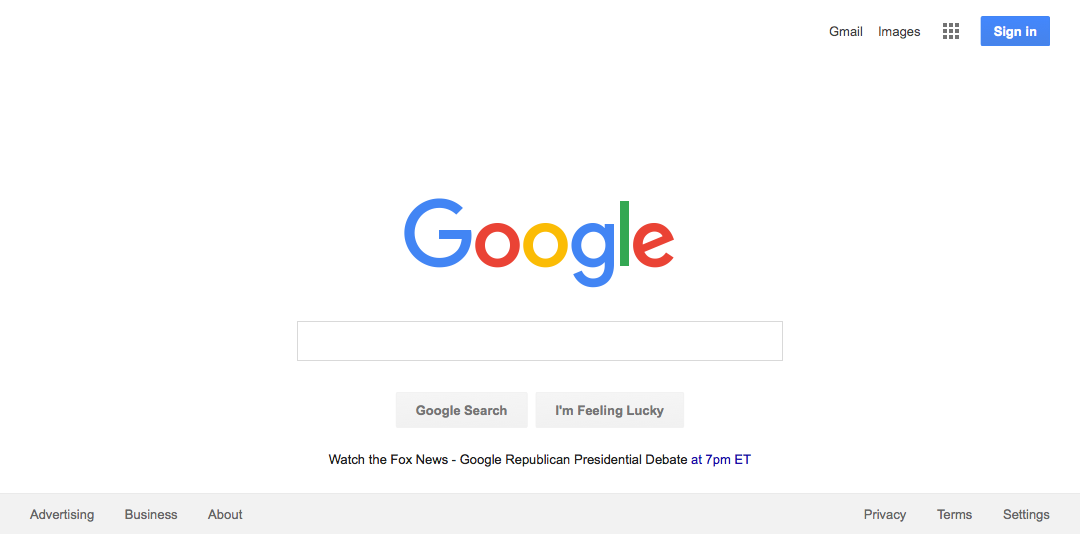 Gmail Images Sign in
Google
Google Search I'm Feeling Lucky
Watch the Fox News - Google Republican Presidential Debate at 7pm ET
Advertising Business About Privacy Terms Settings